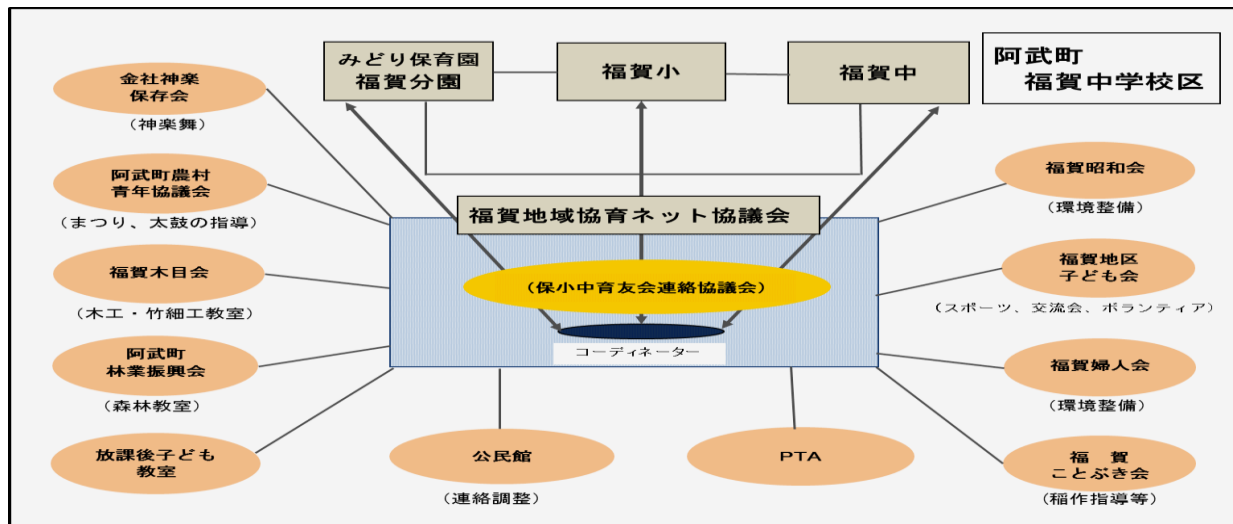 みどり保育園
福賀分園
福賀小
福賀中
阿武町
福賀中学校区
金社神楽
保存会
(神楽舞)
阿武町農村
青年協議会
(まつり、太鼓の指導)
福賀木目会
(木工・竹細工教室)
阿武町
林業振興会
(森林教室)
放課後子ども
教室
福賀地域協育ネット協議会
(保小中育友会連絡協議会)
コーディネーター
公民館
(連絡調整)
PTA
福賀昭和会
(環境整備)
福賀地区
子ども会
(スポーツ、交流会、ボランティア)
福賀婦人会
(環境整備)
福 賀
ことぶき会
(稲作指導等)